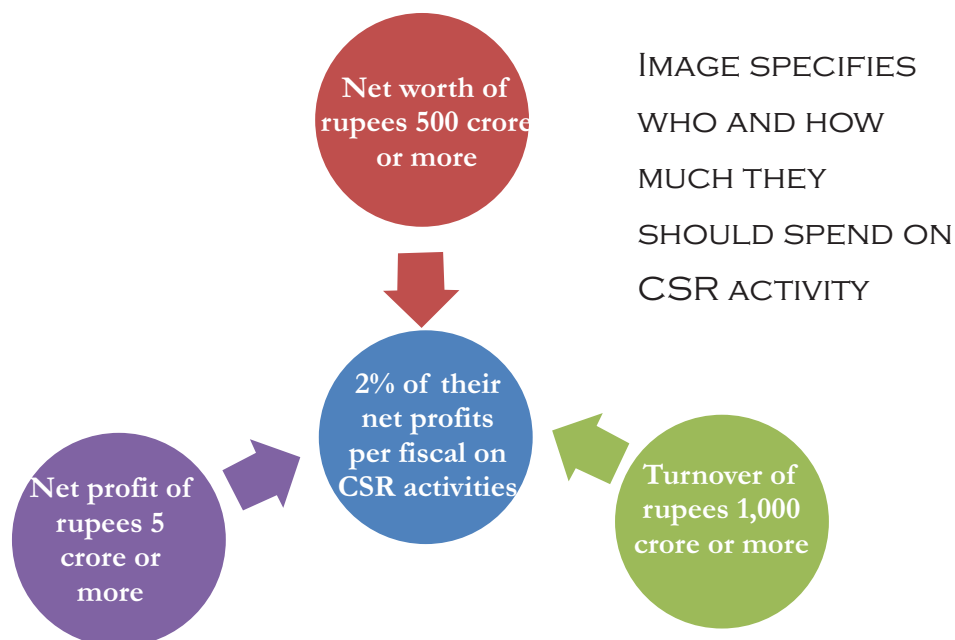 Net worth of
rupees 500 crore
or more
IMAGE SPECIFIES
WHO AND HOW
MUCH THEY
SHOULD SPEND ON
CSR ACTIVITY
2% of their
net profits
per fiscal on
CSR activities
Net profit of
rupees 5
crore or
more
Turnover of
rupees 1,000
crore or more